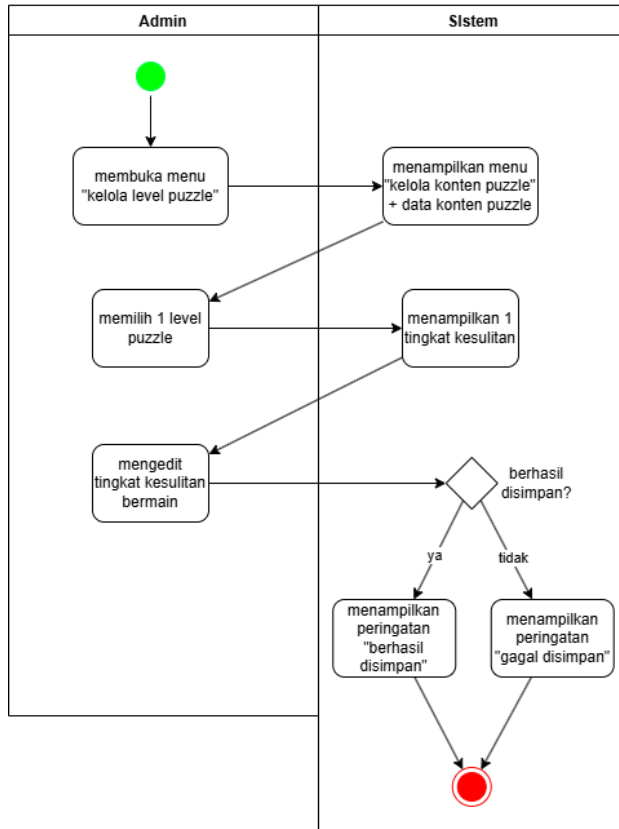 Admin
SIstem
membuka menu
"kelola level puzzle"
menampilkan menu
"kelola konten puzzle"
+ data konten puzzle
memilih 1 level
puzzle
menampilkan 1
tingkat kesulitan
mengedit
tingkat kesulitan
bermain
berhasil
disimpan?
ya
tidak
menampilkan
peringatan
"berhasil
disimpan"
menampilkan
peringatan
"gagal disimpan"